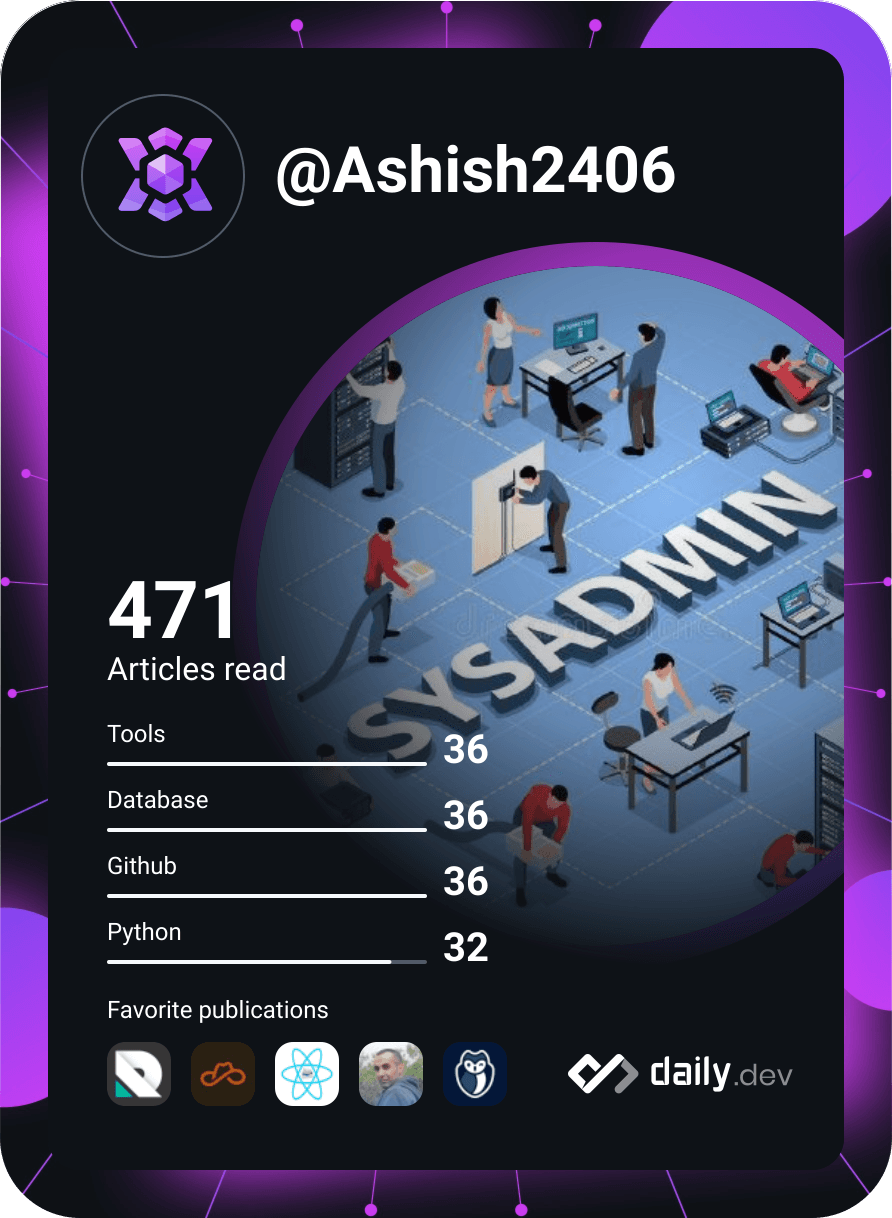 @Ashish2406
SYSADMIN
471
Articles read
Tools
36
Database
36
Github
36
Python
32
Favorite publications
daily.dev